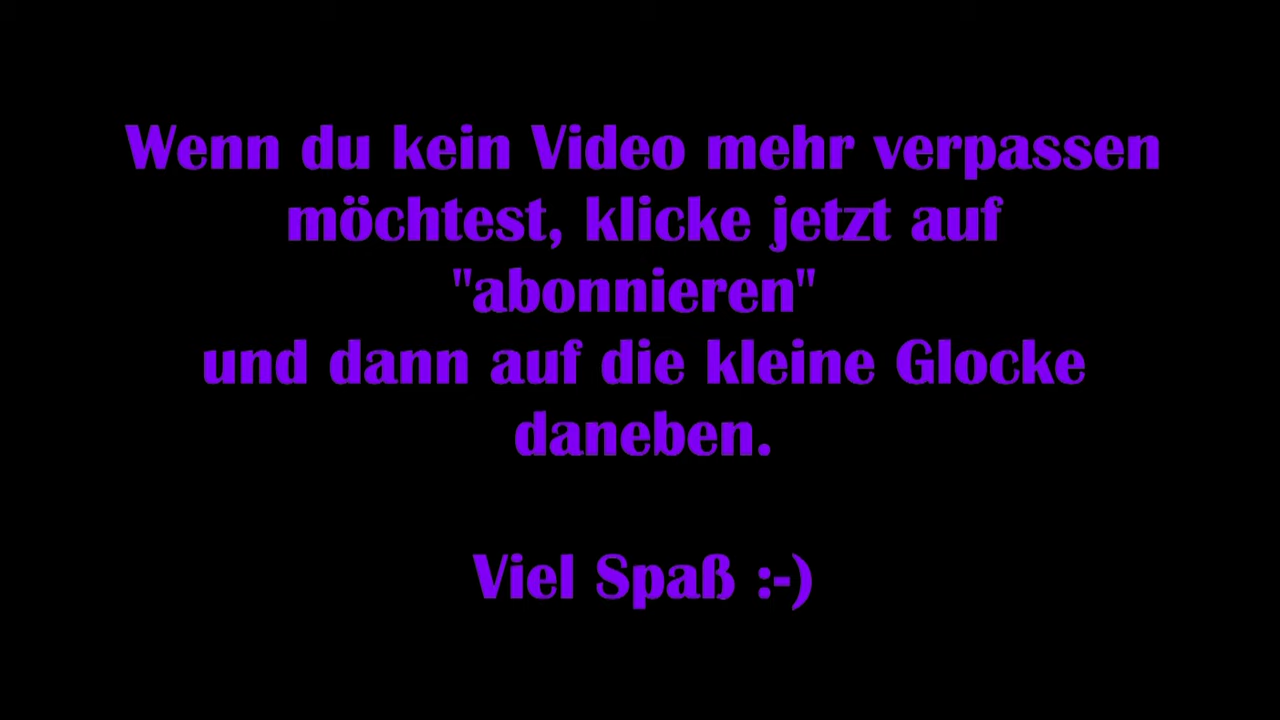 Wenn du kein Video mehr verpassen
möchtest, klicke jetzt auf
"abonnieren"
und dann auf die kleine Glocke
daneben.
Viel Spaß :-)